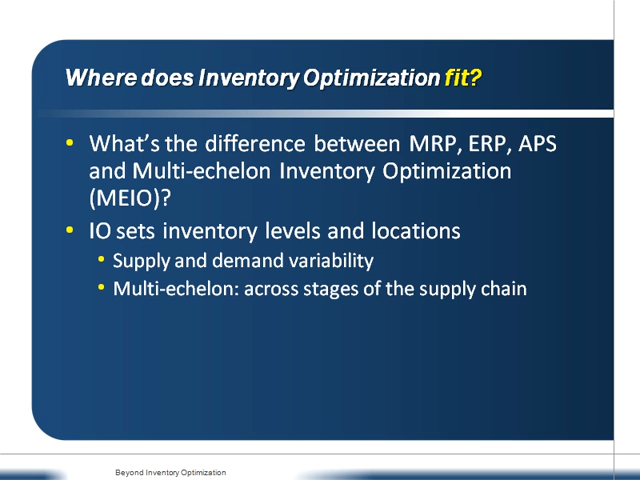 Where does Inventory Optimization fit?
• What's the difference between MRP, ERP, APS
and Multi-echelon Inventory Optimization
(MEIO)?
• IO sets inventory levels and locations
• Supply and demand variability
• Multi-echelon: across stages of the supply chain
Beyond Inventory Optimization